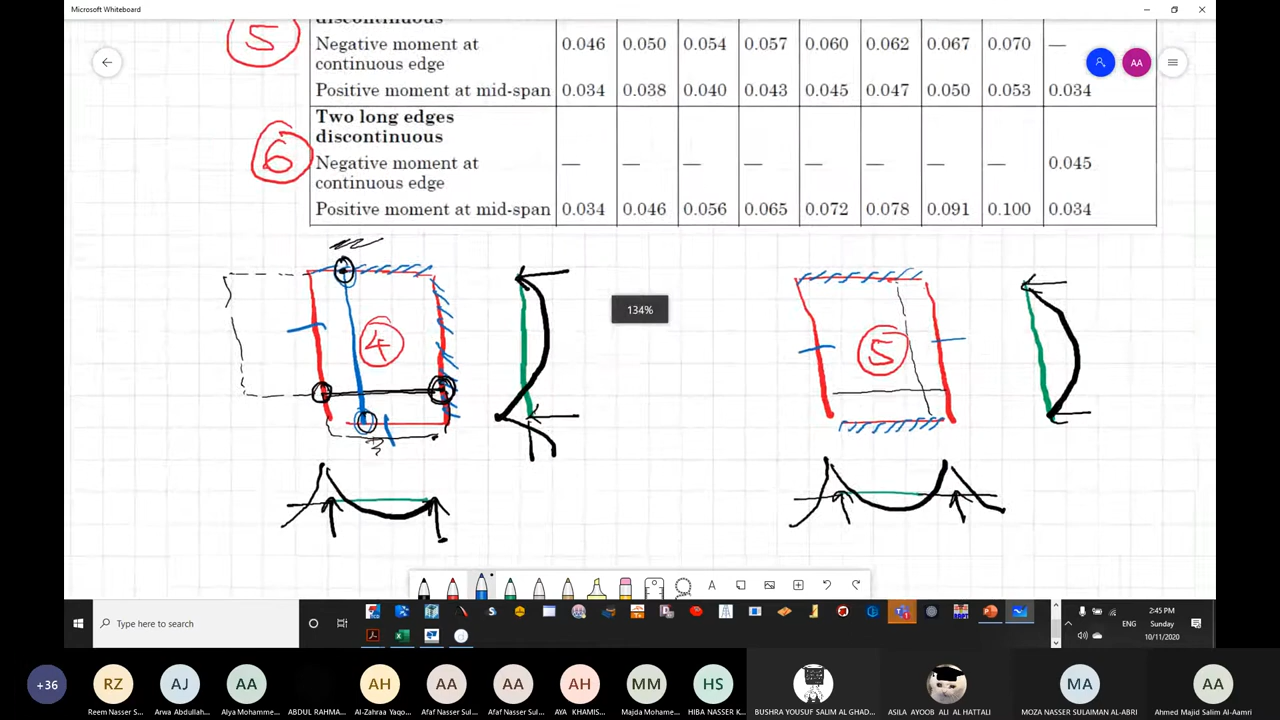 Microsoft Whiteboard
discontinuous
5
Negative moment at continuous edge 0.046 0.050 0.054 0.057 0.060 0.062 0.067 0.070 —
Positive moment at mid-span 0.034 0.038 0.040 0.043 0.045 0.047 0.050 0.053 0.034
AA
6
Two long edges
discontinuous
Negative moment at continuous edge — — — — — — — — 0.045
Positive moment at mid-span 0.034 0.046 0.056 0.065 0.072 0.078 0.091 0.100 0.034
134%
4
5
A
Type here to search
ENG
2:45 PM
Sunday
10/11/2020
+36
RZ
AJ
AA
AH
AA
AA
AH
MM
HS
MA
AA
Reem Nasser S...
Arwa Abdullah...
Alya Mohamme...
ABDUL RAHMA...
Al-Zahraa Yaqo...
Afaf Nasser Sul...
Afaf Nasser Sul...
AYA KHAMIS...
Majda Mohame...
HIBA NASSER K...
BUSHRA YOUSUF SALIM AL GHAD...
ASILA AYOOB ALI AL HATTALI
MOZA NASSER SULAIMAN AL-ABRI
Ahmed Majid Salim Al-Aamri